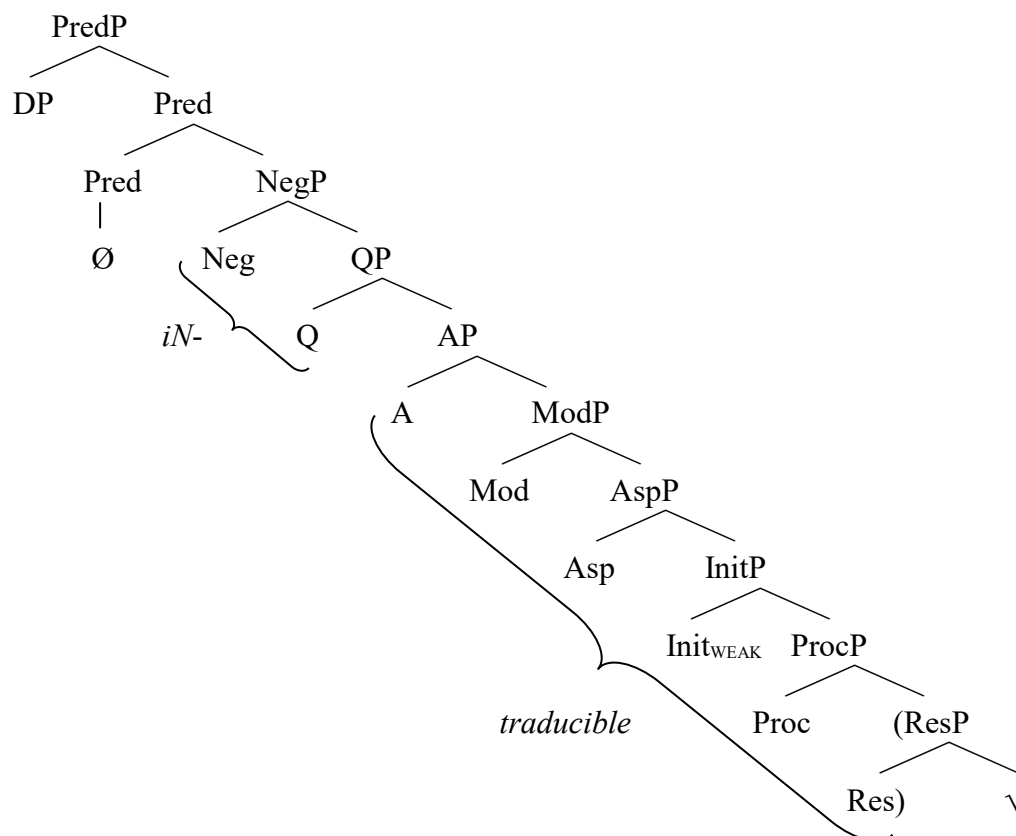 PredP
DP Pred
Pred NegP
Ø Neg QP
iN- Q AP
A ModP
Mod AspP
Asp InitP
InitWEAK ProcP
traducible Proc (ResP
Res)